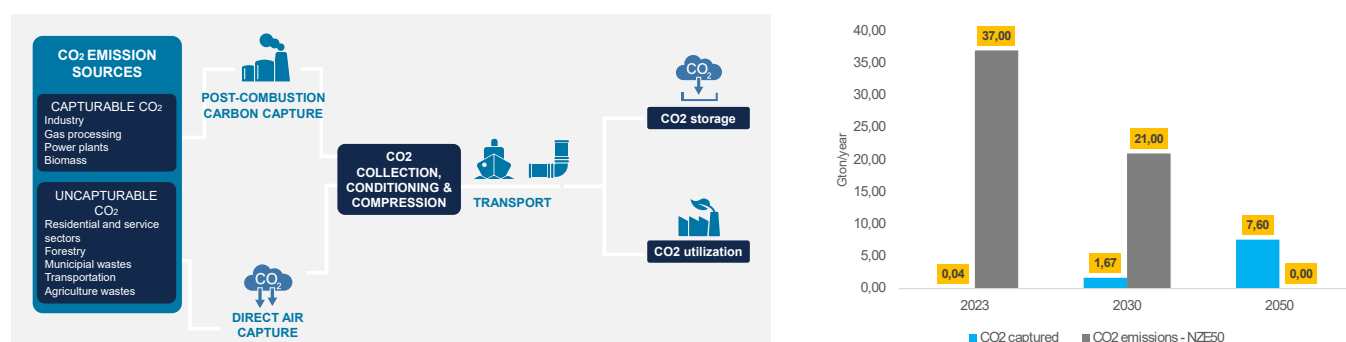 CO2 EMISSION
SOURCES
CAPTURABLE CO2
Industry
Gas processing
Power plants
Biomass
UNCAPTURABLE
CO2
Residential and service
sectors
Forestry
Municipial wastes
Transportation
Agriculture wastes
POST-COMBUSTION
CARBON CAPTURE
CO2
DIRECT AIR
CAPTURE
CO2
COLLECTION,
CONDITIONING &
COMPRESSION
TRANSPORT
CO2
CO2 storage
CO2 utilization
Gton/year
40,00
35,00
30,00
25,00
20,00
15,00
10,00
5,00
0,00
0,04
37,00
1,67
21,00
7,60
0,00
2023
2030
2050
CO2 captured
CO2 emissions - NZE50